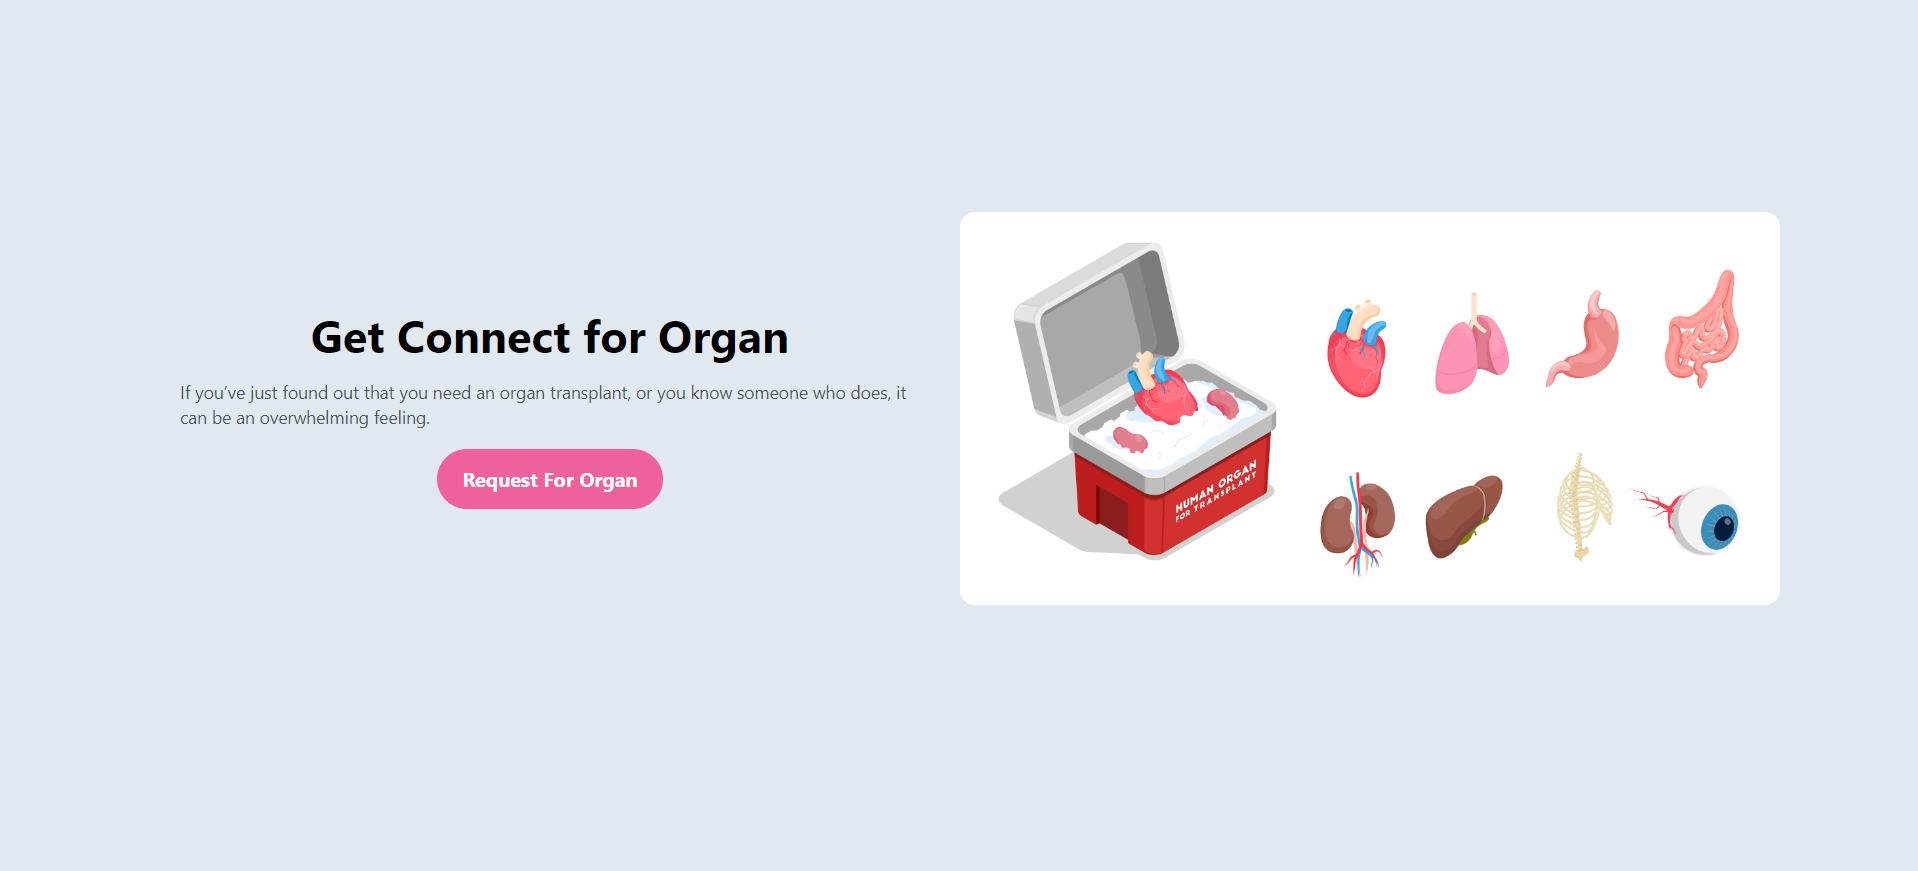 Get Connect for Organ
If you’ve just found out that you need an organ transplant, or you know someone who does, it
can be an overwhelming feeling.
Request For Organ
HUMAN ORGAN
FOR TRANSPLANT